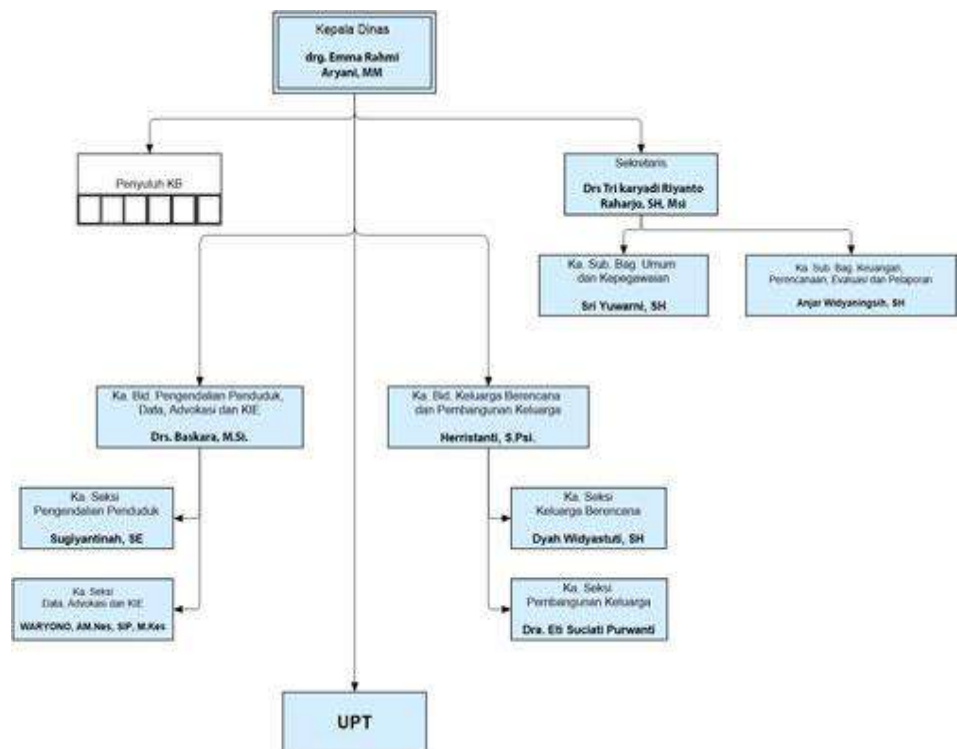 Kepala Dinas
drg. Emma Rahmi
Aryani, MM
Penyuluh KB
Sekretaris
Drs Tri karyadi Riyanto
Raharjo, SH, Msi
Ka. Sub. Bag. Umum
dan Kepegawaian
Sri Yuwarni, SH
Ka. Sub. Bag. Keuangan,
Perencanaan, Evaluasi dan Pelaporan
Anjar Widyaningsih, SH
Ka. Bid. Pengendalian Penduduk,
Data, Advokasi dan KIE
Drs. Baskara, M.Si.
Ka. Bid. Keluarga Berencana
dan Pembangunan Keluarga
Herristanti, S.Psi.
Ka. Seksi
Pengendalian Penduduk
Sugiyantinah, SE
Ka. Seksi
Keluarga Berencana
Dyah Widyastuti, SH
Ka. Seksi
Data, Advokasi dan KIE
WARYONO, AM.Nes, SIP, M.Kes
Ka. Seksi
Pembangunan Keluarga
Dra. Eti Suciati Purwanti
UPT